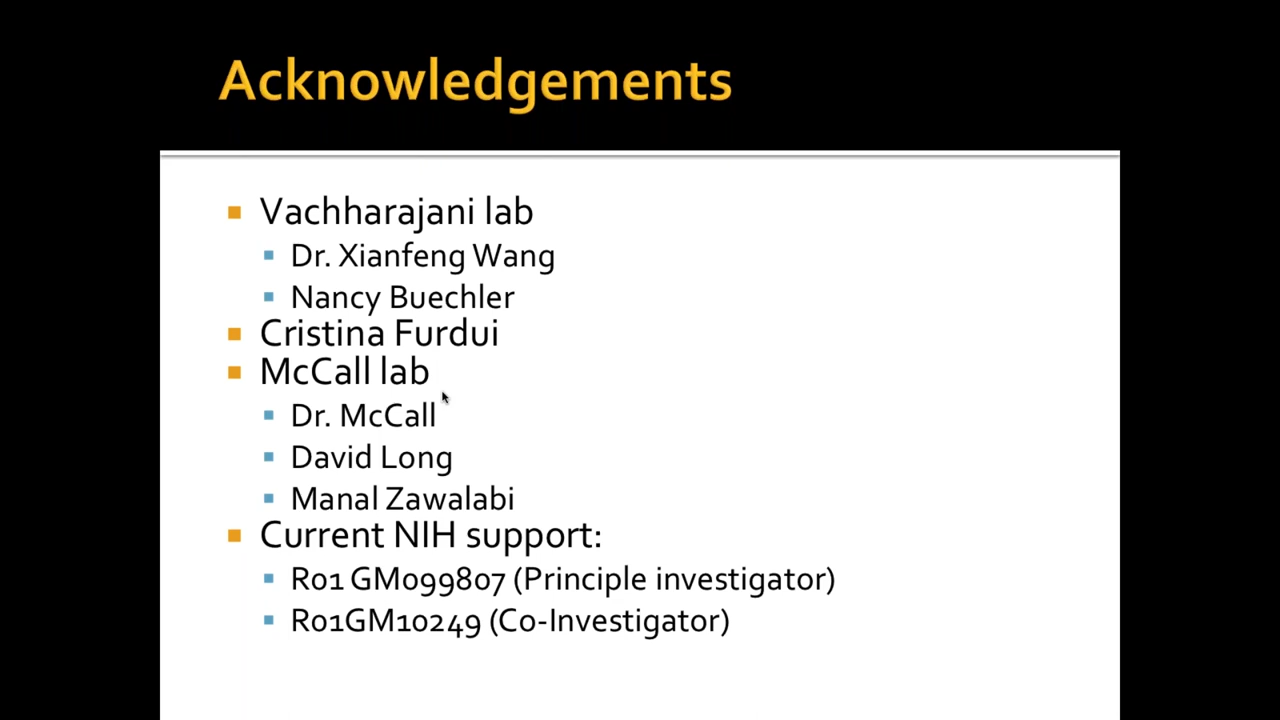 Acknowledgements
Vachharajani lab
Dr. Xianfeng Wang
Nancy Buechler
Cristina Furdui
McCall lab
Dr. McCall
David Long
Manal Zawalabi
Current NIH support:
R01 GM099807 (Principle investigator)
R01GM10249 (Co-Investigator)